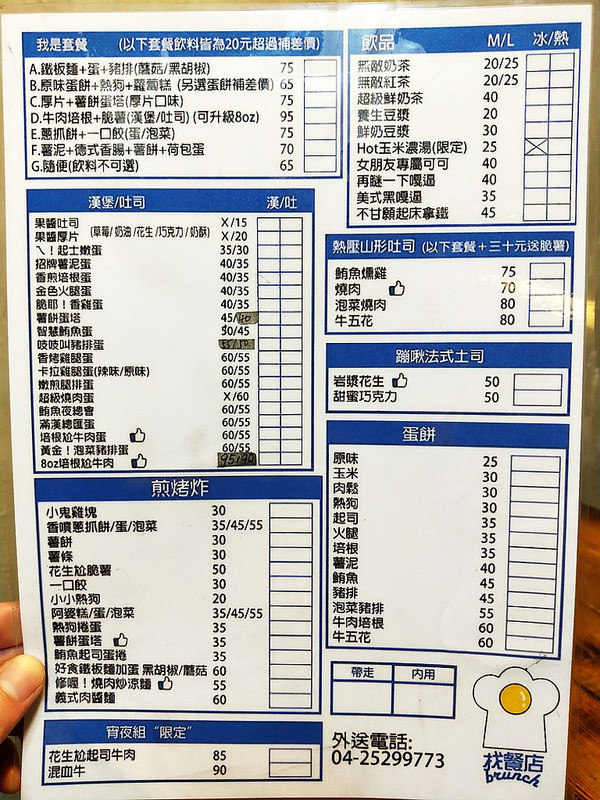 我是套餐 (以下套餐飲料皆為20元超過補差價)
A.鐵板麵+蛋+豬排(蘑菇/黑胡椒) 75
B.原味蛋餅+熱狗+蘿蔔糕 (另選蛋餅補差價) 65
C.厚片+薯餅蛋塔(厚片口味) 75
D.牛肉培根+脆薯(漢堡/吐司) (可升級8oz) 95
E.蔥抓餅+一口餃(蛋/泡菜) 75
F.薯泥+德式香腸+薯餅+荷包蛋 70
G.隨便(飲料不可選) 65
漢堡/吐司 漢/吐
果醬吐司 X/15
果醬厚片 (草莓/奶油/花生/巧克力/奶酥) X/20
ㄟ！起士嫩蛋 35/30
招牌薯泥蛋 40/35
香煎培根蛋 40/35
金色火腿蛋 40/35
脆耶！香雞蛋 40/35
薯餅蛋塔 45/40
智慧鮪魚蛋 50/45
吱吱叫豬排蛋
香烤雞腿蛋 60/55
卡拉雞腿蛋(辣味/原味) 60/55
嫩煎腿排蛋 60/55
超級燒肉蛋 X/60
鮪魚夜總會 60/55
滿漢總匯蛋 60/55
培根尬牛肉蛋 60/55
黃金！泡菜豬排蛋 60/55
8oz培根尬牛肉 95/90
煎烤炸
小鬼雞塊 30
香噴蔥抓餅/蛋/泡菜 35/45/55
薯餅 30
薯條 30
花生尬脆薯 50
一口餃 30
小小熱狗 20
阿婆糕/蛋/泡菜 35/45/55
熱狗捲蛋 35
薯餅蛋塔 35
鮪魚起司蛋捲 35
好食鐵板麵加蛋 黑胡椒/蘑菇 60
修喔！燒肉炒涼麵 55
義式肉醬麵 60
宵夜組“限定”
花生尬起司牛肉 85
混血牛 90
飲品 M/L 冰/熱
無敵奶茶 20/25
無敵紅茶 20/25
超級鮮奶茶 40
養生豆漿 20
鮮奶豆漿 30
Hot玉米濃湯(限定) 25
女朋友專屬可可 40
再瞇一下嘎逼 40
美式黑嘎逼 35
不甘願起床拿鐵 45
熱壓山形吐司 (以下套餐＋三十元送脆薯)
鮪魚燻雞 75
燒肉 70
泡菜燒肉 80
牛五花 80
蹦啾法式土司
岩漿花生 50
甜蜜巧克力 50
蛋餅
原味 25
玉米 30
肉鬆 30
熱狗 30
起司 35
火腿 35
培根 35
薯泥 40
鮪魚 45
豬排 45
泡菜豬排 55
牛肉培根 60
牛五花 60
帶走 內用
外送電話:
04-25299773
找餐店
brunch